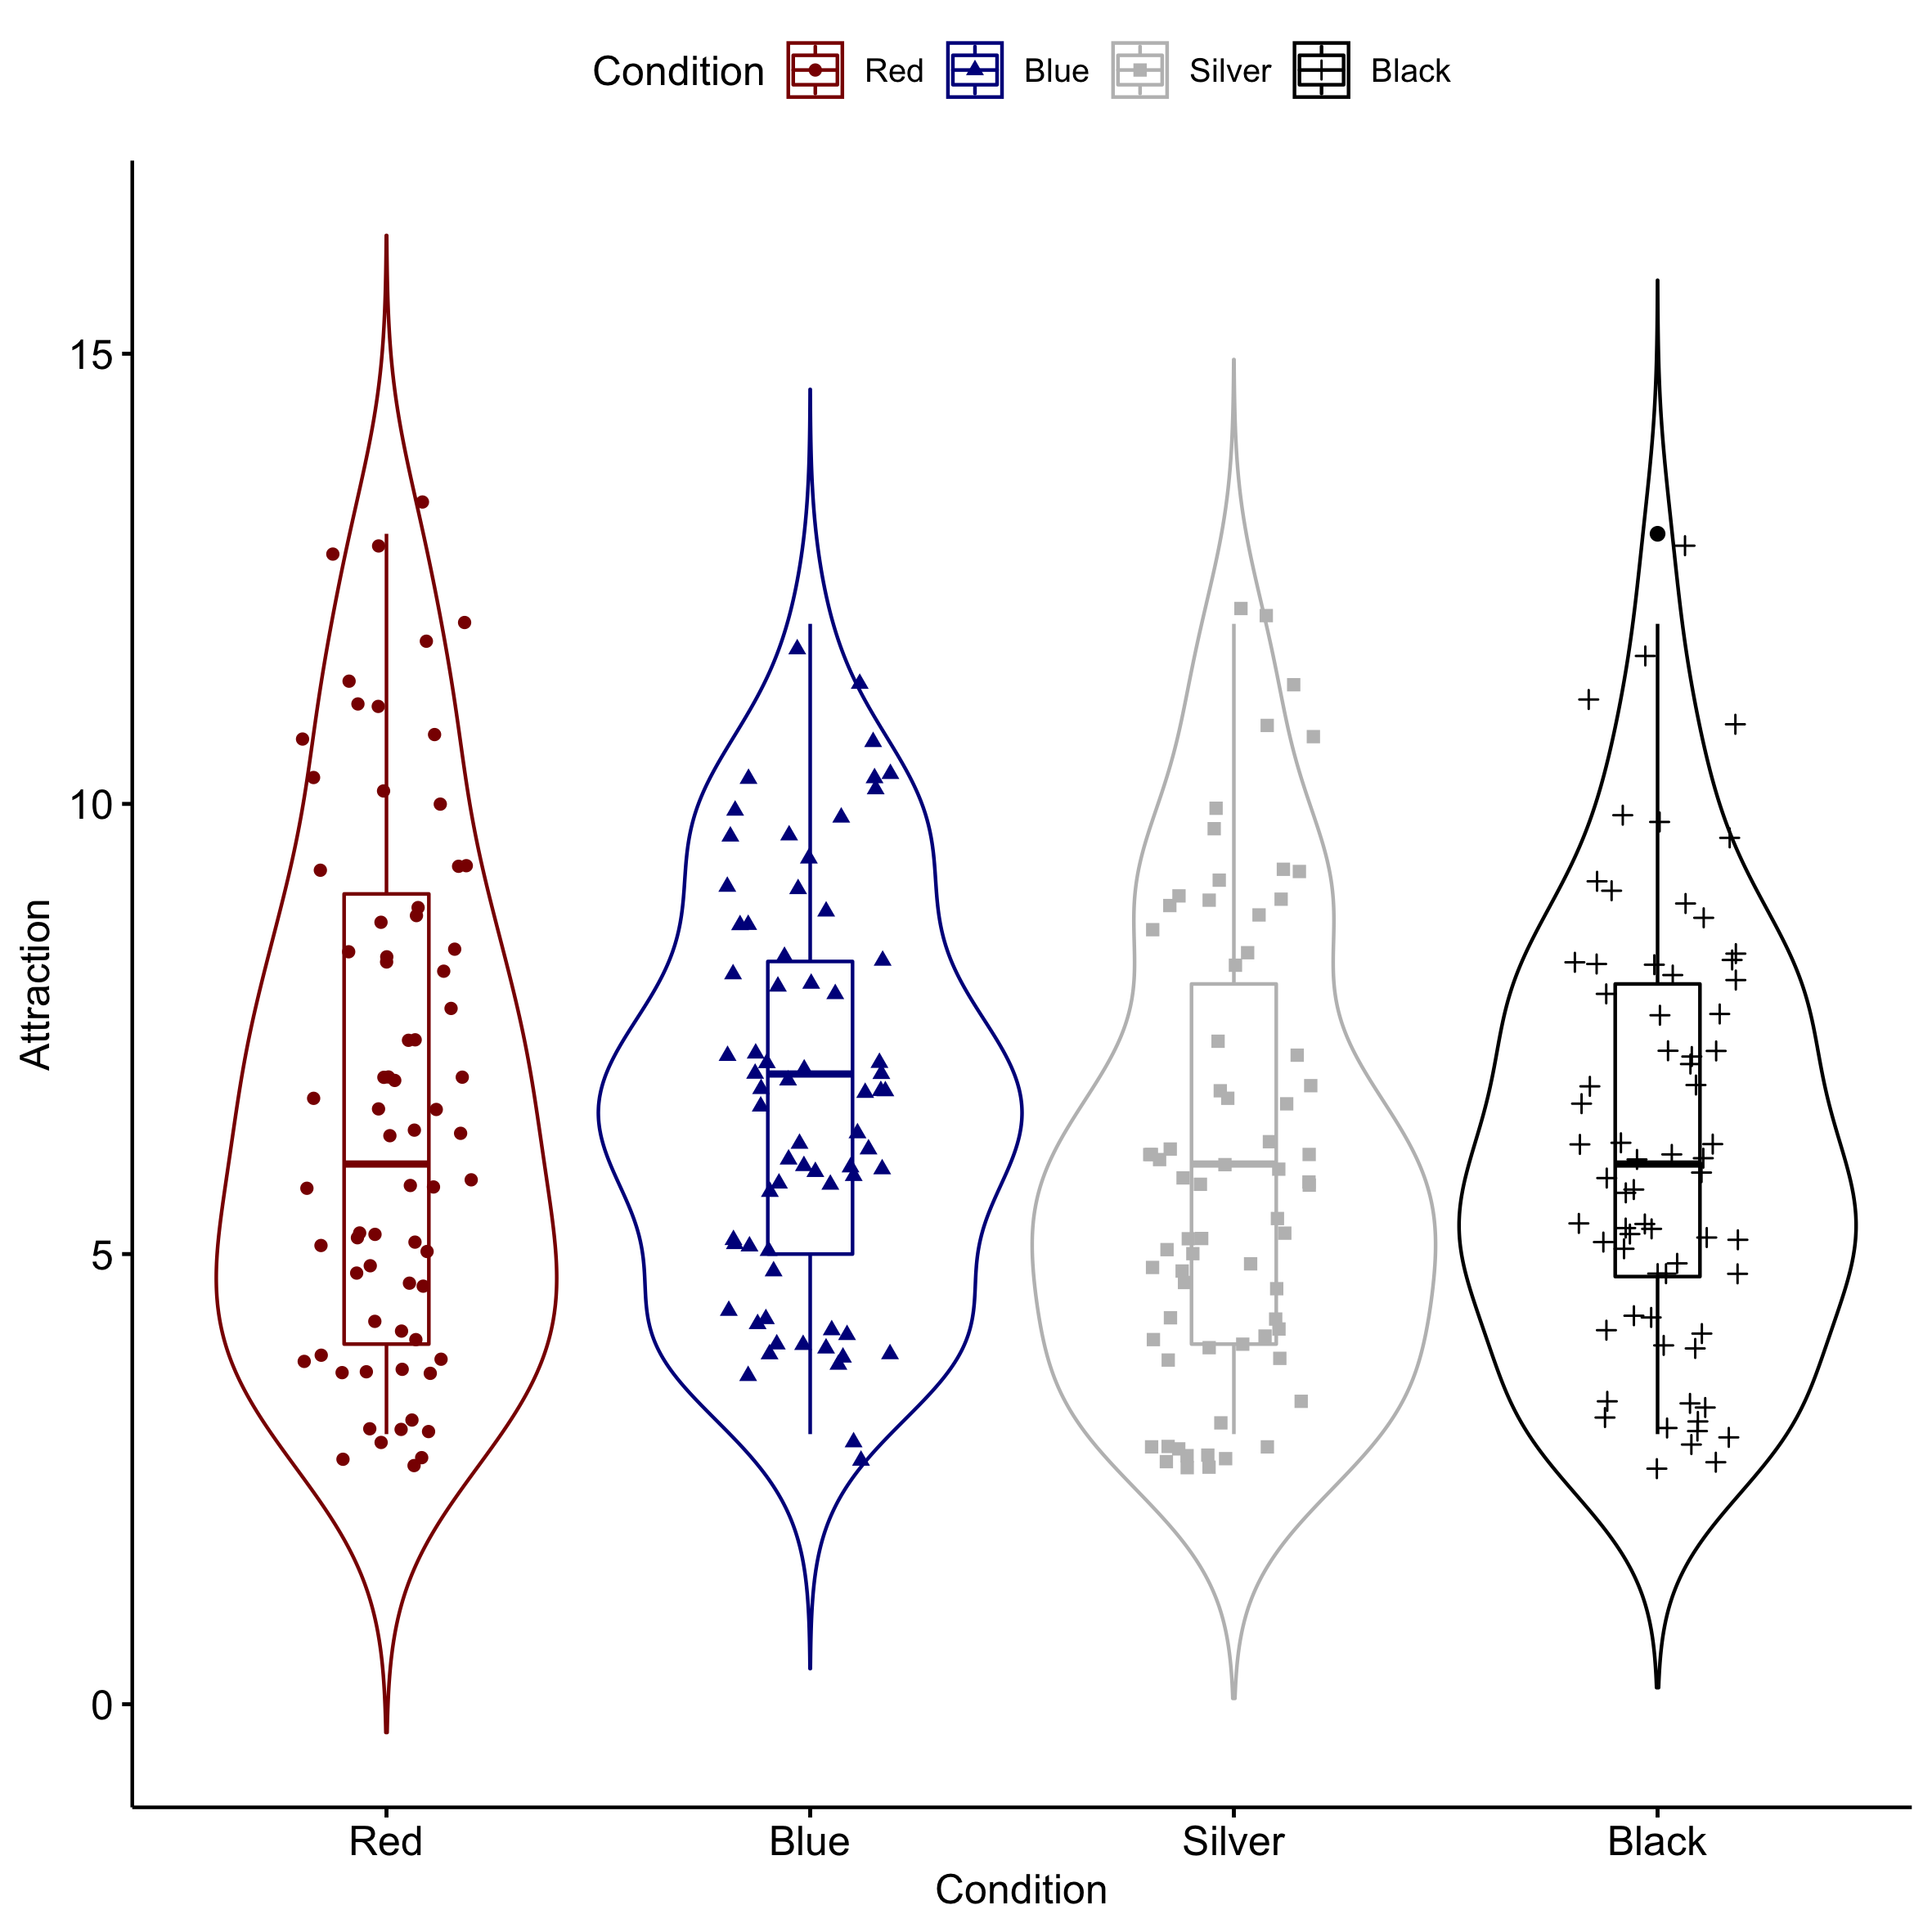 Condition Red Blue Silver Black
15
10
5
0
Attraction
Red Blue Silver Black
Condition